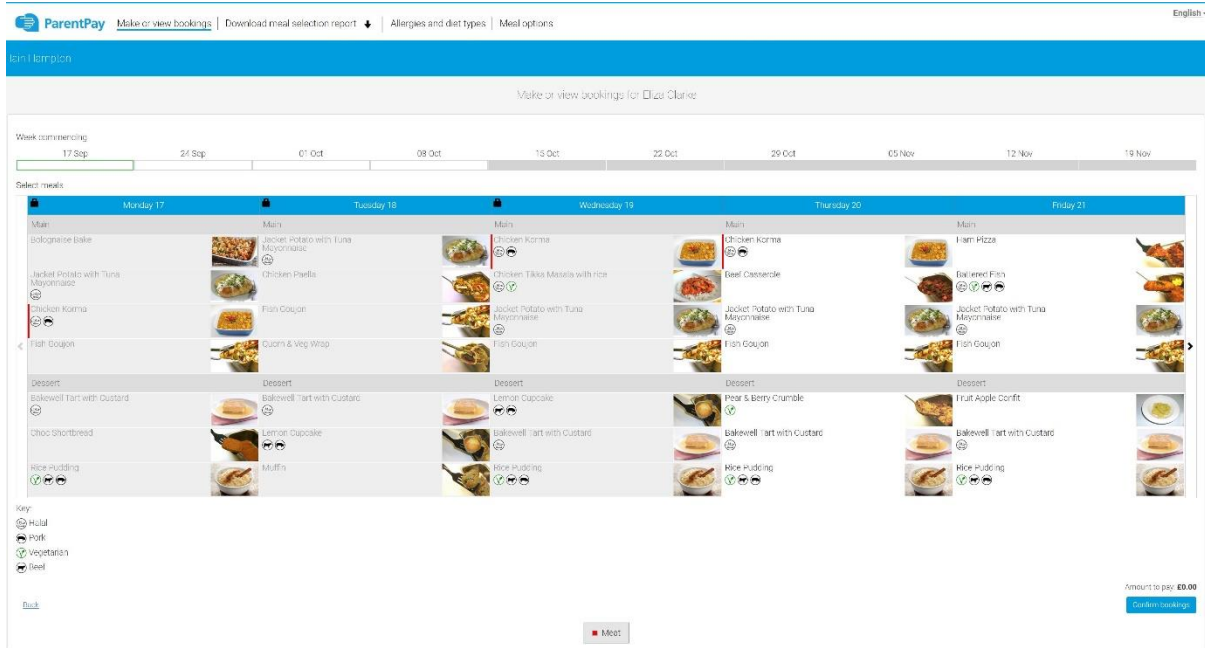 English
ParentPay
Make or view bookings
Download meal selection report
Allergies and diet types
Meal options
Iain Hampton
Make or view bookings for Eliza Clarke
Week commencing
17 Sep 24 Sep 01 Oct 08 Oct 15 Oct 22 Oct 29 Oct 05 Nov 12 Nov 19 Nov
Select meals
Monday 17 Tuesday 18 Wednesday 19 Thursday 20 Friday 21
Main Main Main Main Main
Bolognaise Bake
Jacket Potato with Tuna
Mayonnaise
Chicken Korma
Chicken Korma
Ham Pizza
Jacket Potato with Tuna
Mayonnaise
Chicken Paella
Chicken Tikka Masala with rice
Beef Casserole
Battered Fish
Chicken Korma
Fish Goujon
Jacket Potato with Tuna
Mayonnaise
Jacket Potato with Tuna
Mayonnaise
Jacket Potato with Tuna
Mayonnaise
Fish Goujon
Quorn & Veg Wrap
Fish Goujon
Fish Goujon
Fish Goujon
Dessert Dessert Dessert Dessert Dessert
Bakewell Tart with Custard
Bakewell Tart with Custard
Lemon Cupcake
Pear & Berry Crumble
Fruit Apple Confit
Choc Shortbread
Lemon Cupcake
Bakewell Tart with Custard
Bakewell Tart with Custard
Bakewell Tart with Custard
Rice Pudding
Muffin
Rice Pudding
Rice Pudding
Rice Pudding
Key:
Halal
Pork
Vegetarian
Beef
Amount to pay: £0.00
Back
Confirm bookings
Meat